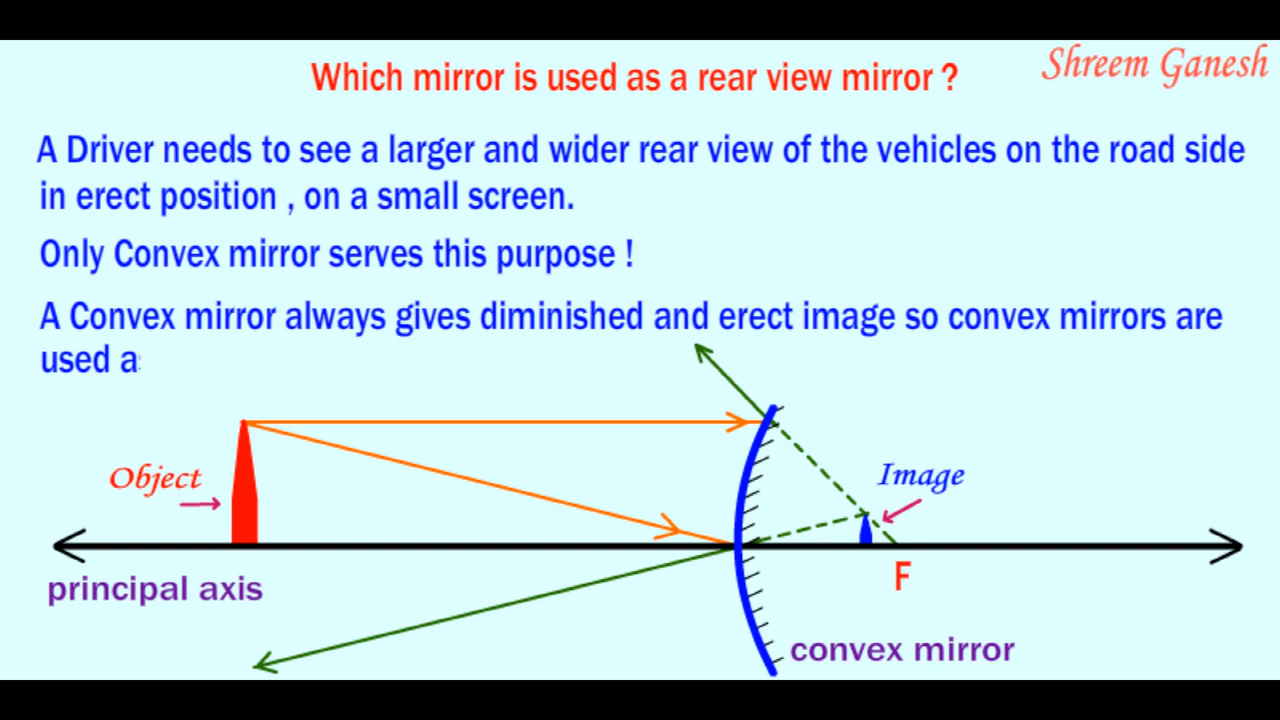 Shreem Ganesh
Which mirror is used as a rear view mirror ?
A Driver needs to see a larger and wider rear view of the vehicles on the road side
in erect position , on a small screen.
Only Convex mirror serves this purpose !
A Convex mirror always gives diminished and erect image so convex mirrors are
used a
Object
Image
F
principal axis
convex mirror